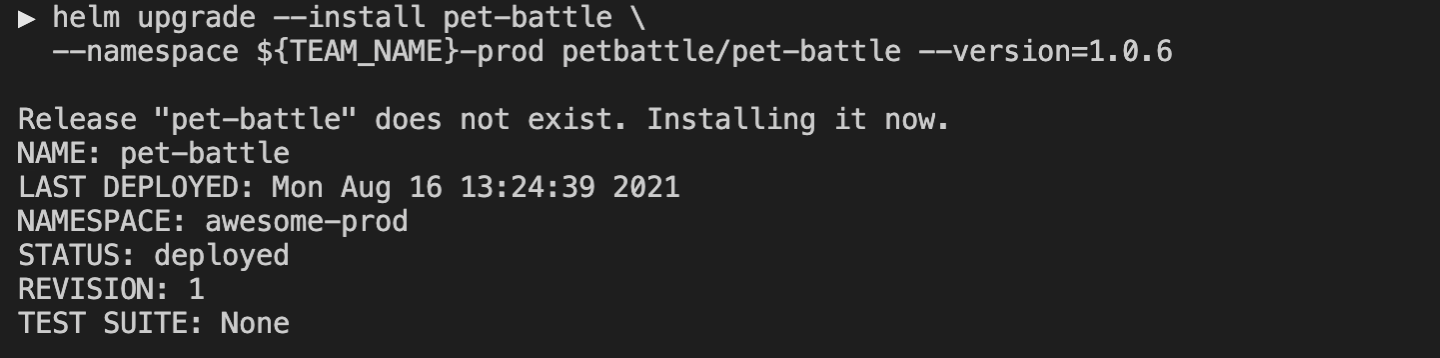 ▶ helm upgrade --install pet-battle \
--namespace ${TEAM_NAME}-prod petbattle/pet-battle --version=1.0.6
Release "pet-battle" does not exist. Installing it now.
NAME: pet-battle
LAST DEPLOYED: Mon Aug 16 13:24:39 2021
NAMESPACE: awesome-prod
STATUS: deployed
REVISION: 1
TEST SUITE: None